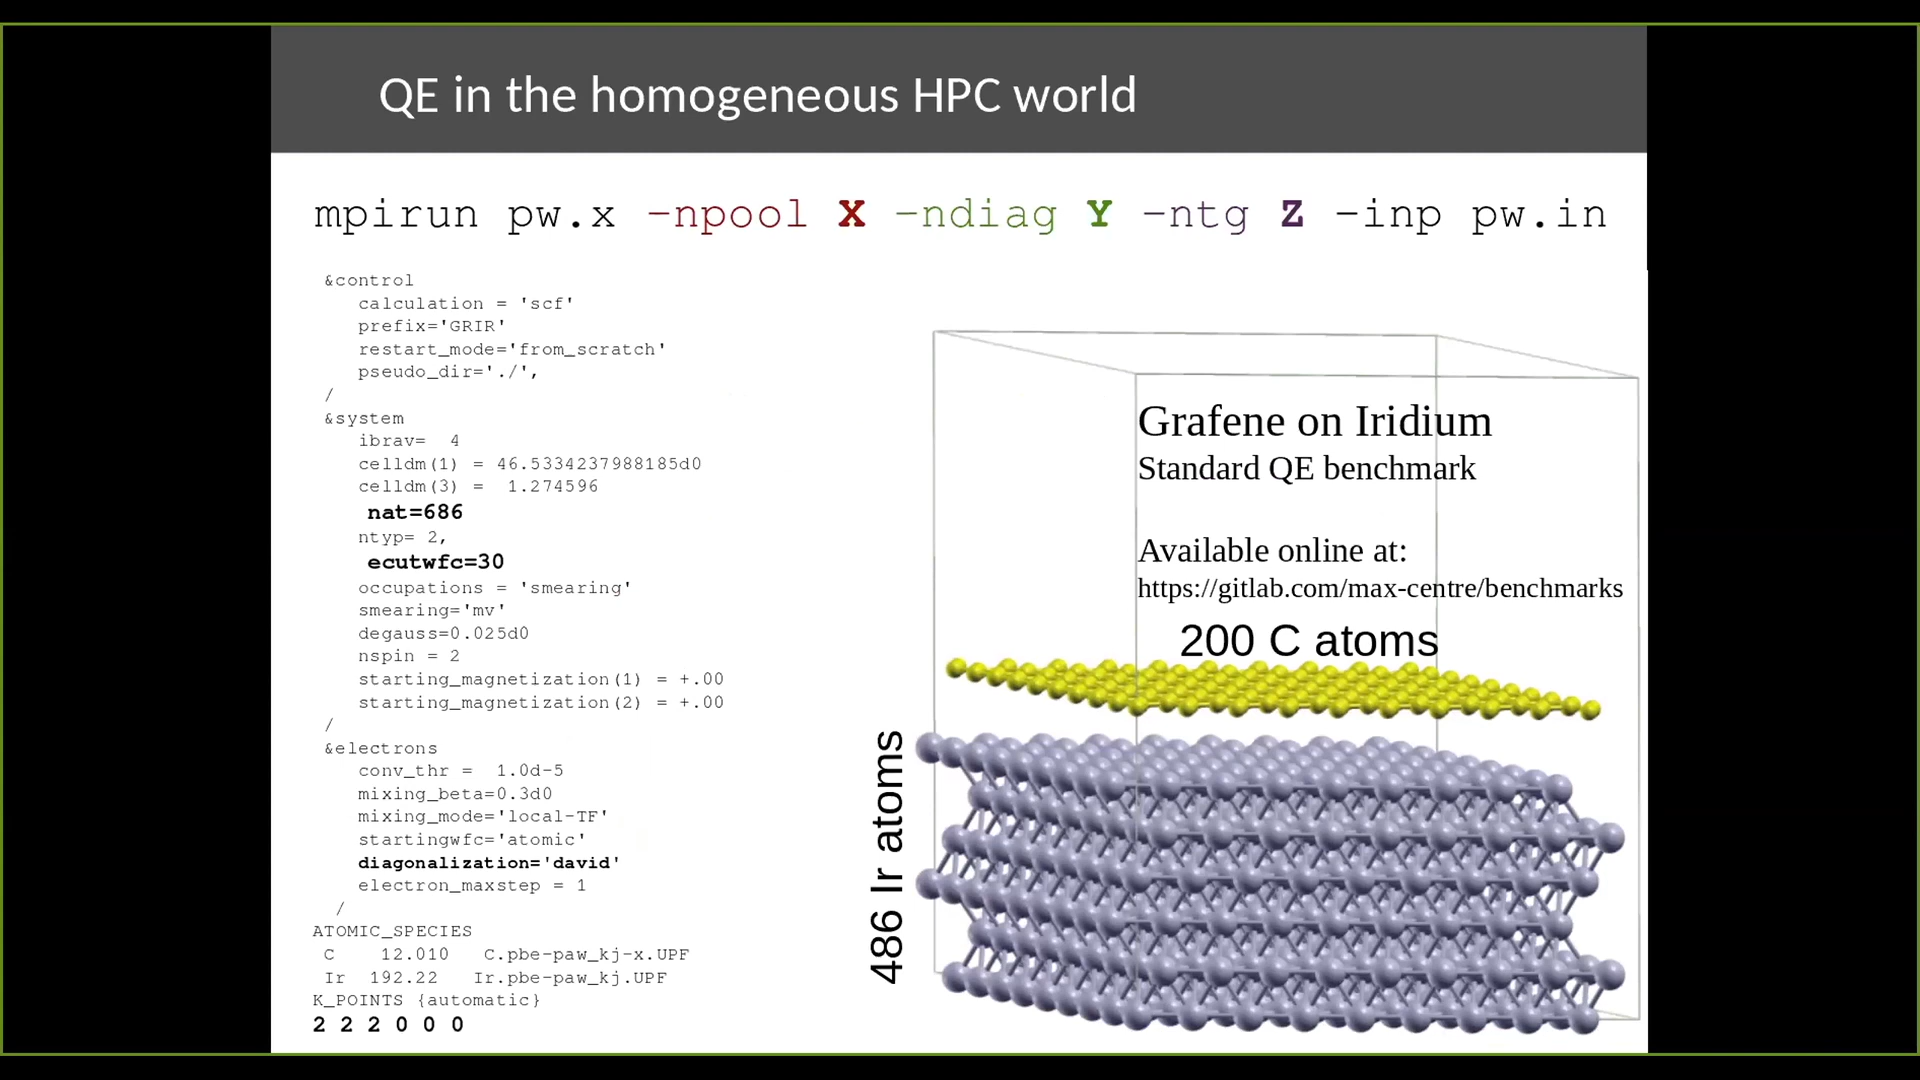 QE in the homogeneous HPC world
mpirun pw.x -npool X -ndiag Y -ntg Z -inp pw.in
&control
calculation = 'scf'
prefix='GRIR'
restart_mode='from_scratch'
pseudo_dir='./',
/
&system
ibrav= 4
celldm(1) = 46.5334237988185d0
celldm(3) = 1.274596
nat=686
ntyp= 2,
ecutwfc=30
occupations = 'smearing'
smearing='mv'
degauss=0.025d0
nspin = 2
starting_magnetization(1) = +.00
starting_magnetization(2) = +.00
/
&electrons
conv_thr = 1.0d-5
mixing_beta=0.3d0
mixing_mode='local-TF'
startingwfc='atomic'
diagonalization='david'
electron_maxstep = 1
/
ATOMIC_SPECIES
C 12.010 C.pbe-paw_kj-x.UPF
Ir 192.22 Ir.pbe-paw_kj.UPF
K_POINTS {automatic}
2 2 2 0 0 0
Grafene on Iridium
Standard QE benchmark
Available online at:
https://gitlab.com/max-centre/benchmarks
200 C atoms
486 Ir atoms